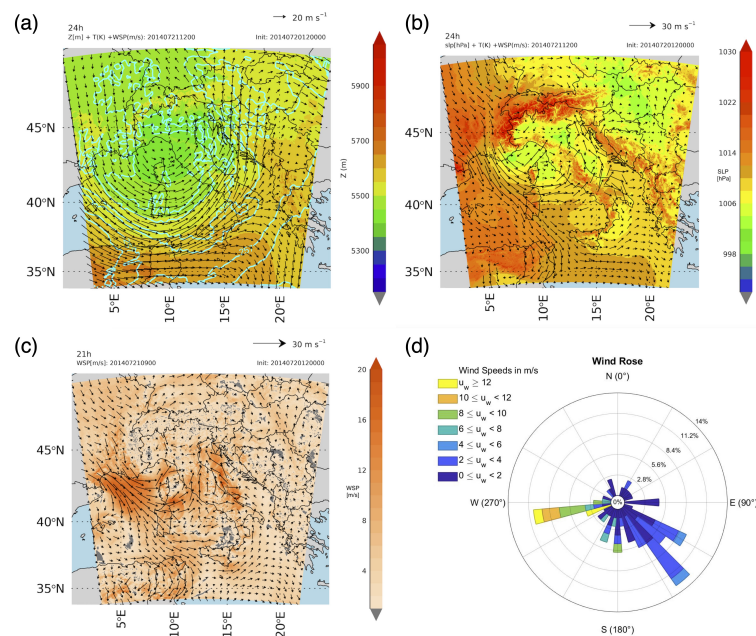 (a)
20 m s⁻¹
24h
Z[m] + T(K) +WSP(m/s): 201407211200
Init: 20140720120000
45°N
40°N
35°N
5°E
10°E
15°E
20°E
5900
5700
5500
5300
Z (m)
(b)
30 m s⁻¹
24h
slp[hPa] + T(K) +WSP(m/s): 201407211200
Init: 20140720120000
45°N
40°N
35°N
5°E
10°E
15°E
20°E
1030
1022
1014
1006
998
SLP
[hPa]
(c)
30 m s⁻¹
21h
WSP[m/s]: 201407210900
Init: 20140720120000
45°N
40°N
35°N
5°E
10°E
15°E
20°E
20
16
12
8
4
WSP
[m/s]
(d)
Wind Rose
Wind Speeds in m/s
u_w ≥ 12
10 ≤ u_w < 12
8 ≤ u_w < 10
6 ≤ u_w < 8
4 ≤ u_w < 6
2 ≤ u_w < 4
0 ≤ u_w < 2
N (0°)
14%
11.2%
8.4%
5.6%
2.8%
0%
W (270°)
E (90°)
S (180°)